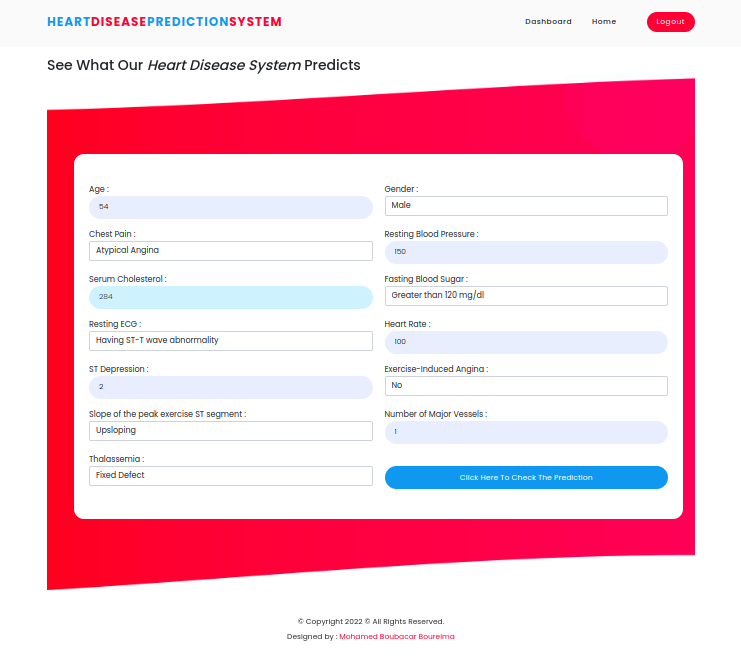 HEARTDISEASEPREDICTIONSYSTEM
Dashboard Home Logout
See What Our Heart Disease System Predicts
Age : Gender :
54 Male
Chest Pain : Resting Blood Pressure :
Atypical Angina 150
Serum Cholesterol : Fasting Blood Sugar :
284 Greater than 120 mg/dl
Resting ECG : Heart Rate :
Having ST-T wave abnormality 100
ST Depression : Exercise-Induced Angina :
2 No
Slope of the peak exercise ST segment : Number of Major Vessels :
Upsloping 1
Thalassemia :
Fixed Defect Click Here To Check The Prediction
© Copyright 2022 © All Rights Reserved.
Designed by : Mohamed Boubacar Boureima